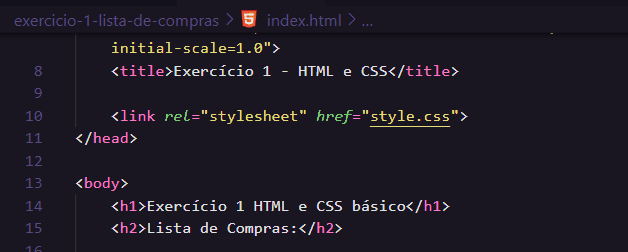 exercicio-1-lista-de-compras > index.html > ...
initial-scale=1.0">
8 <title>Exercício 1 - HTML e CSS</title>
9
10 <link rel="stylesheet" href="style.css">
11 </head>
12
13 <body>
14 <h1>Exercício 1 HTML e CSS básico</h1>
15 <h2>Lista de Compras:</h2>
16